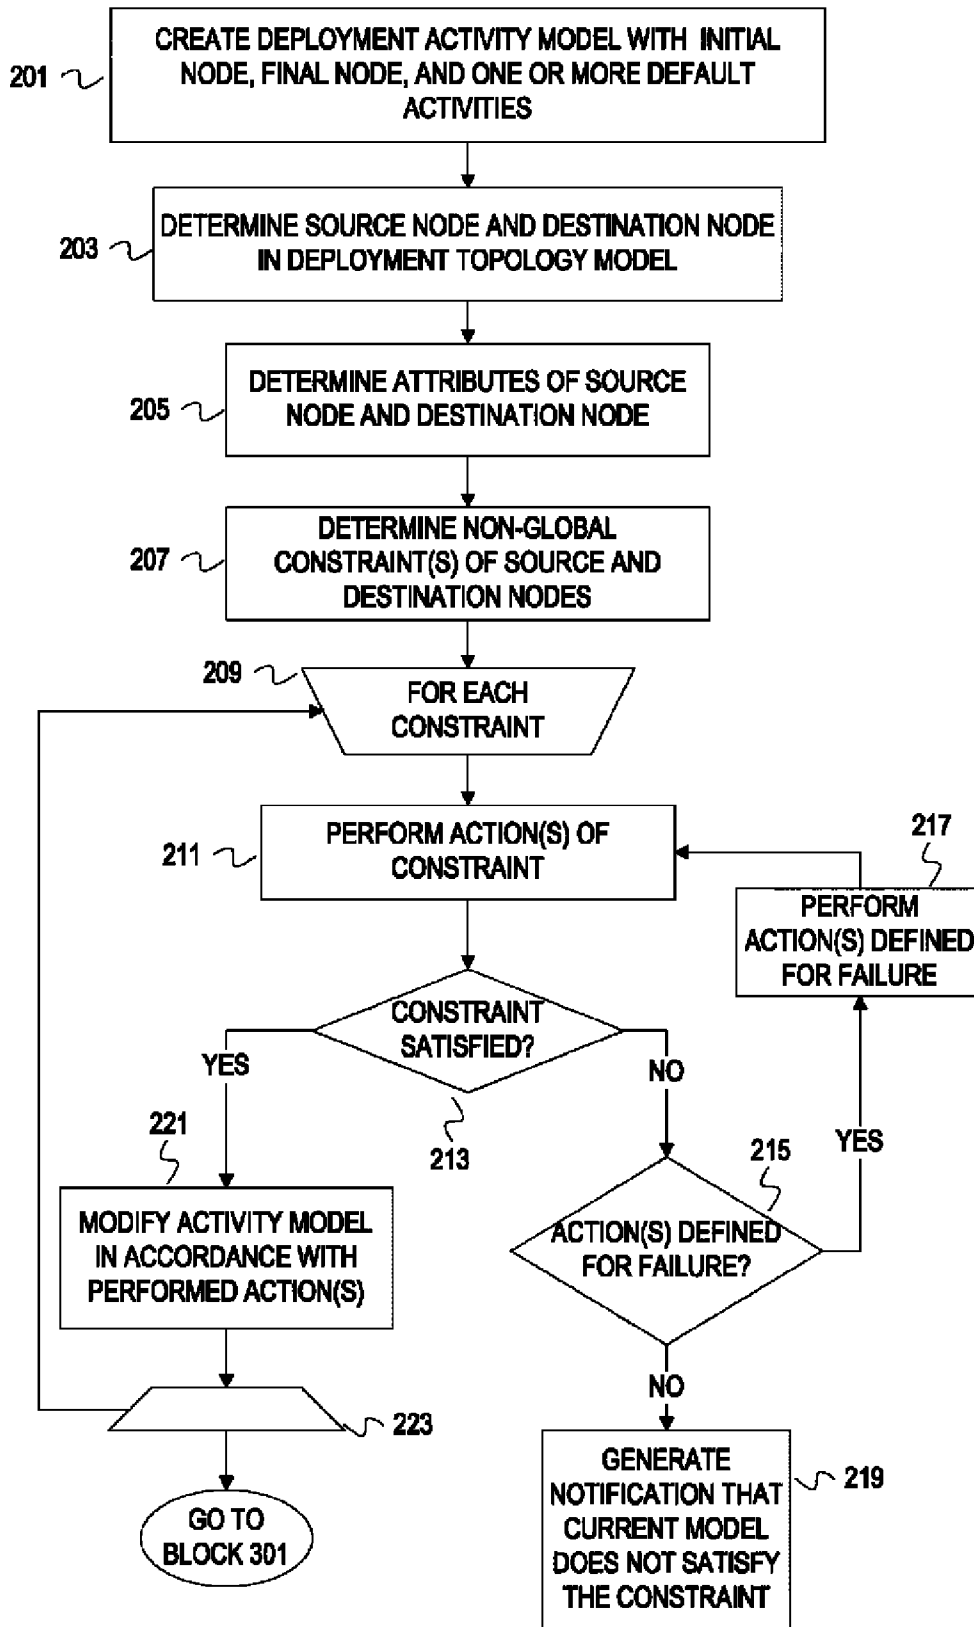 CREATE DEPLOYMENT ACTIVITY MODEL WITH INITIAL
NODE, FINAL NODE, AND ONE OR MORE DEFAULT
ACTIVITIES
201
DETERMINE SOURCE NODE AND DESTINATION NODE
IN DEPLOYMENT TOPOLOGY MODEL
203
DETERMINE ATTRIBUTES OF SOURCE
NODE AND DESTINATION NODE
205
DETERMINE NON-GLOBAL
CONSTRAINT(S) OF SOURCE AND
DESTINATION NODES
207
209
FOR EACH
CONSTRAINT
PERFORM ACTION(S) OF
CONSTRAINT
211
217
PERFORM
ACTION(S) DEFINED
FOR FAILURE
CONSTRAINT
SATISFIED?
YES
NO
213
221
215
YES
MODIFY ACTIVITY MODEL
IN ACCORDANCE WITH
PERFORMED ACTION(S)
ACTION(S) DEFINED
FOR FAILURE?
NO
223
GENERATE
NOTIFICATION THAT
CURRENT MODEL
DOES NOT SATISFY
THE CONSTRAINT
219
GO TO
BLOCK 301